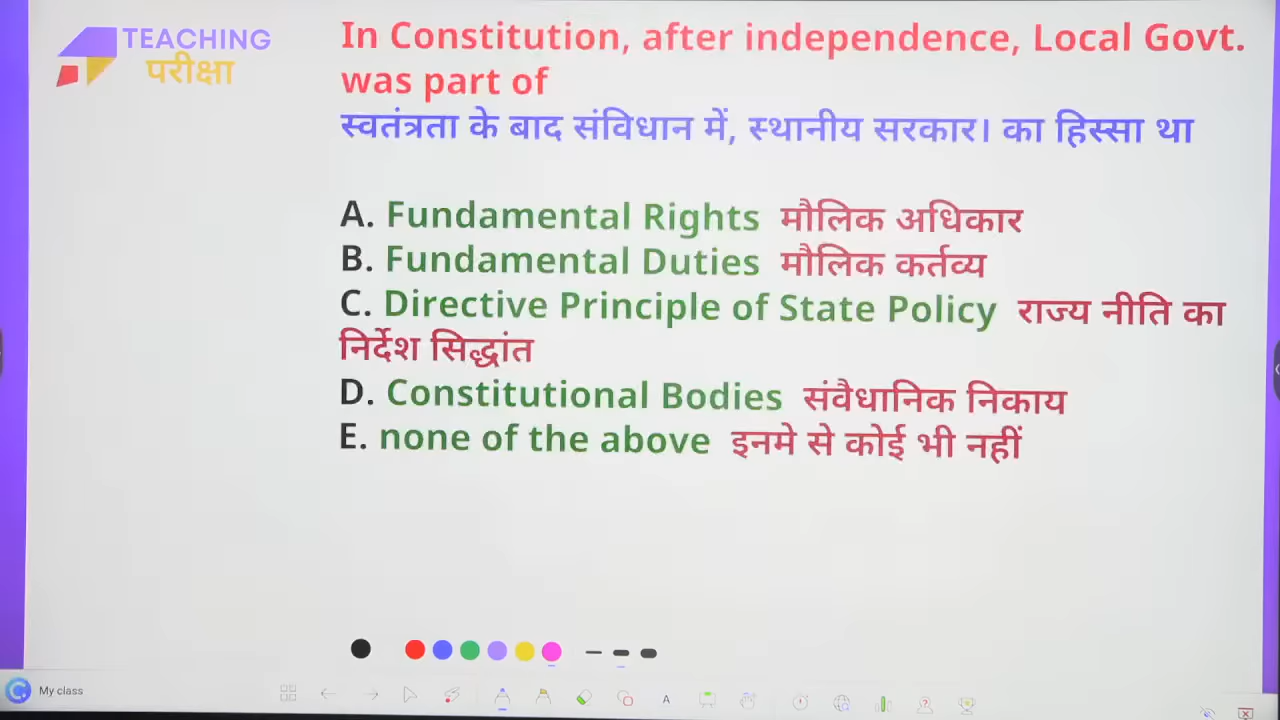 TEACHING
परीक्षा
In Constitution, after independence, Local Govt.
was part of
स्वतंत्रता के बाद संविधान में, स्थानीय सरकार। का हिस्सा था
A. Fundamental Rights मौलिक अधिकार
B. Fundamental Duties मौलिक कर्तव्य
C. Directive Principle of State Policy राज्य नीति का
निर्देश सिद्धांत
D. Constitutional Bodies संवैधानिक निकाय
E. none of the above इनमे से कोई भी नहीं
My class
A